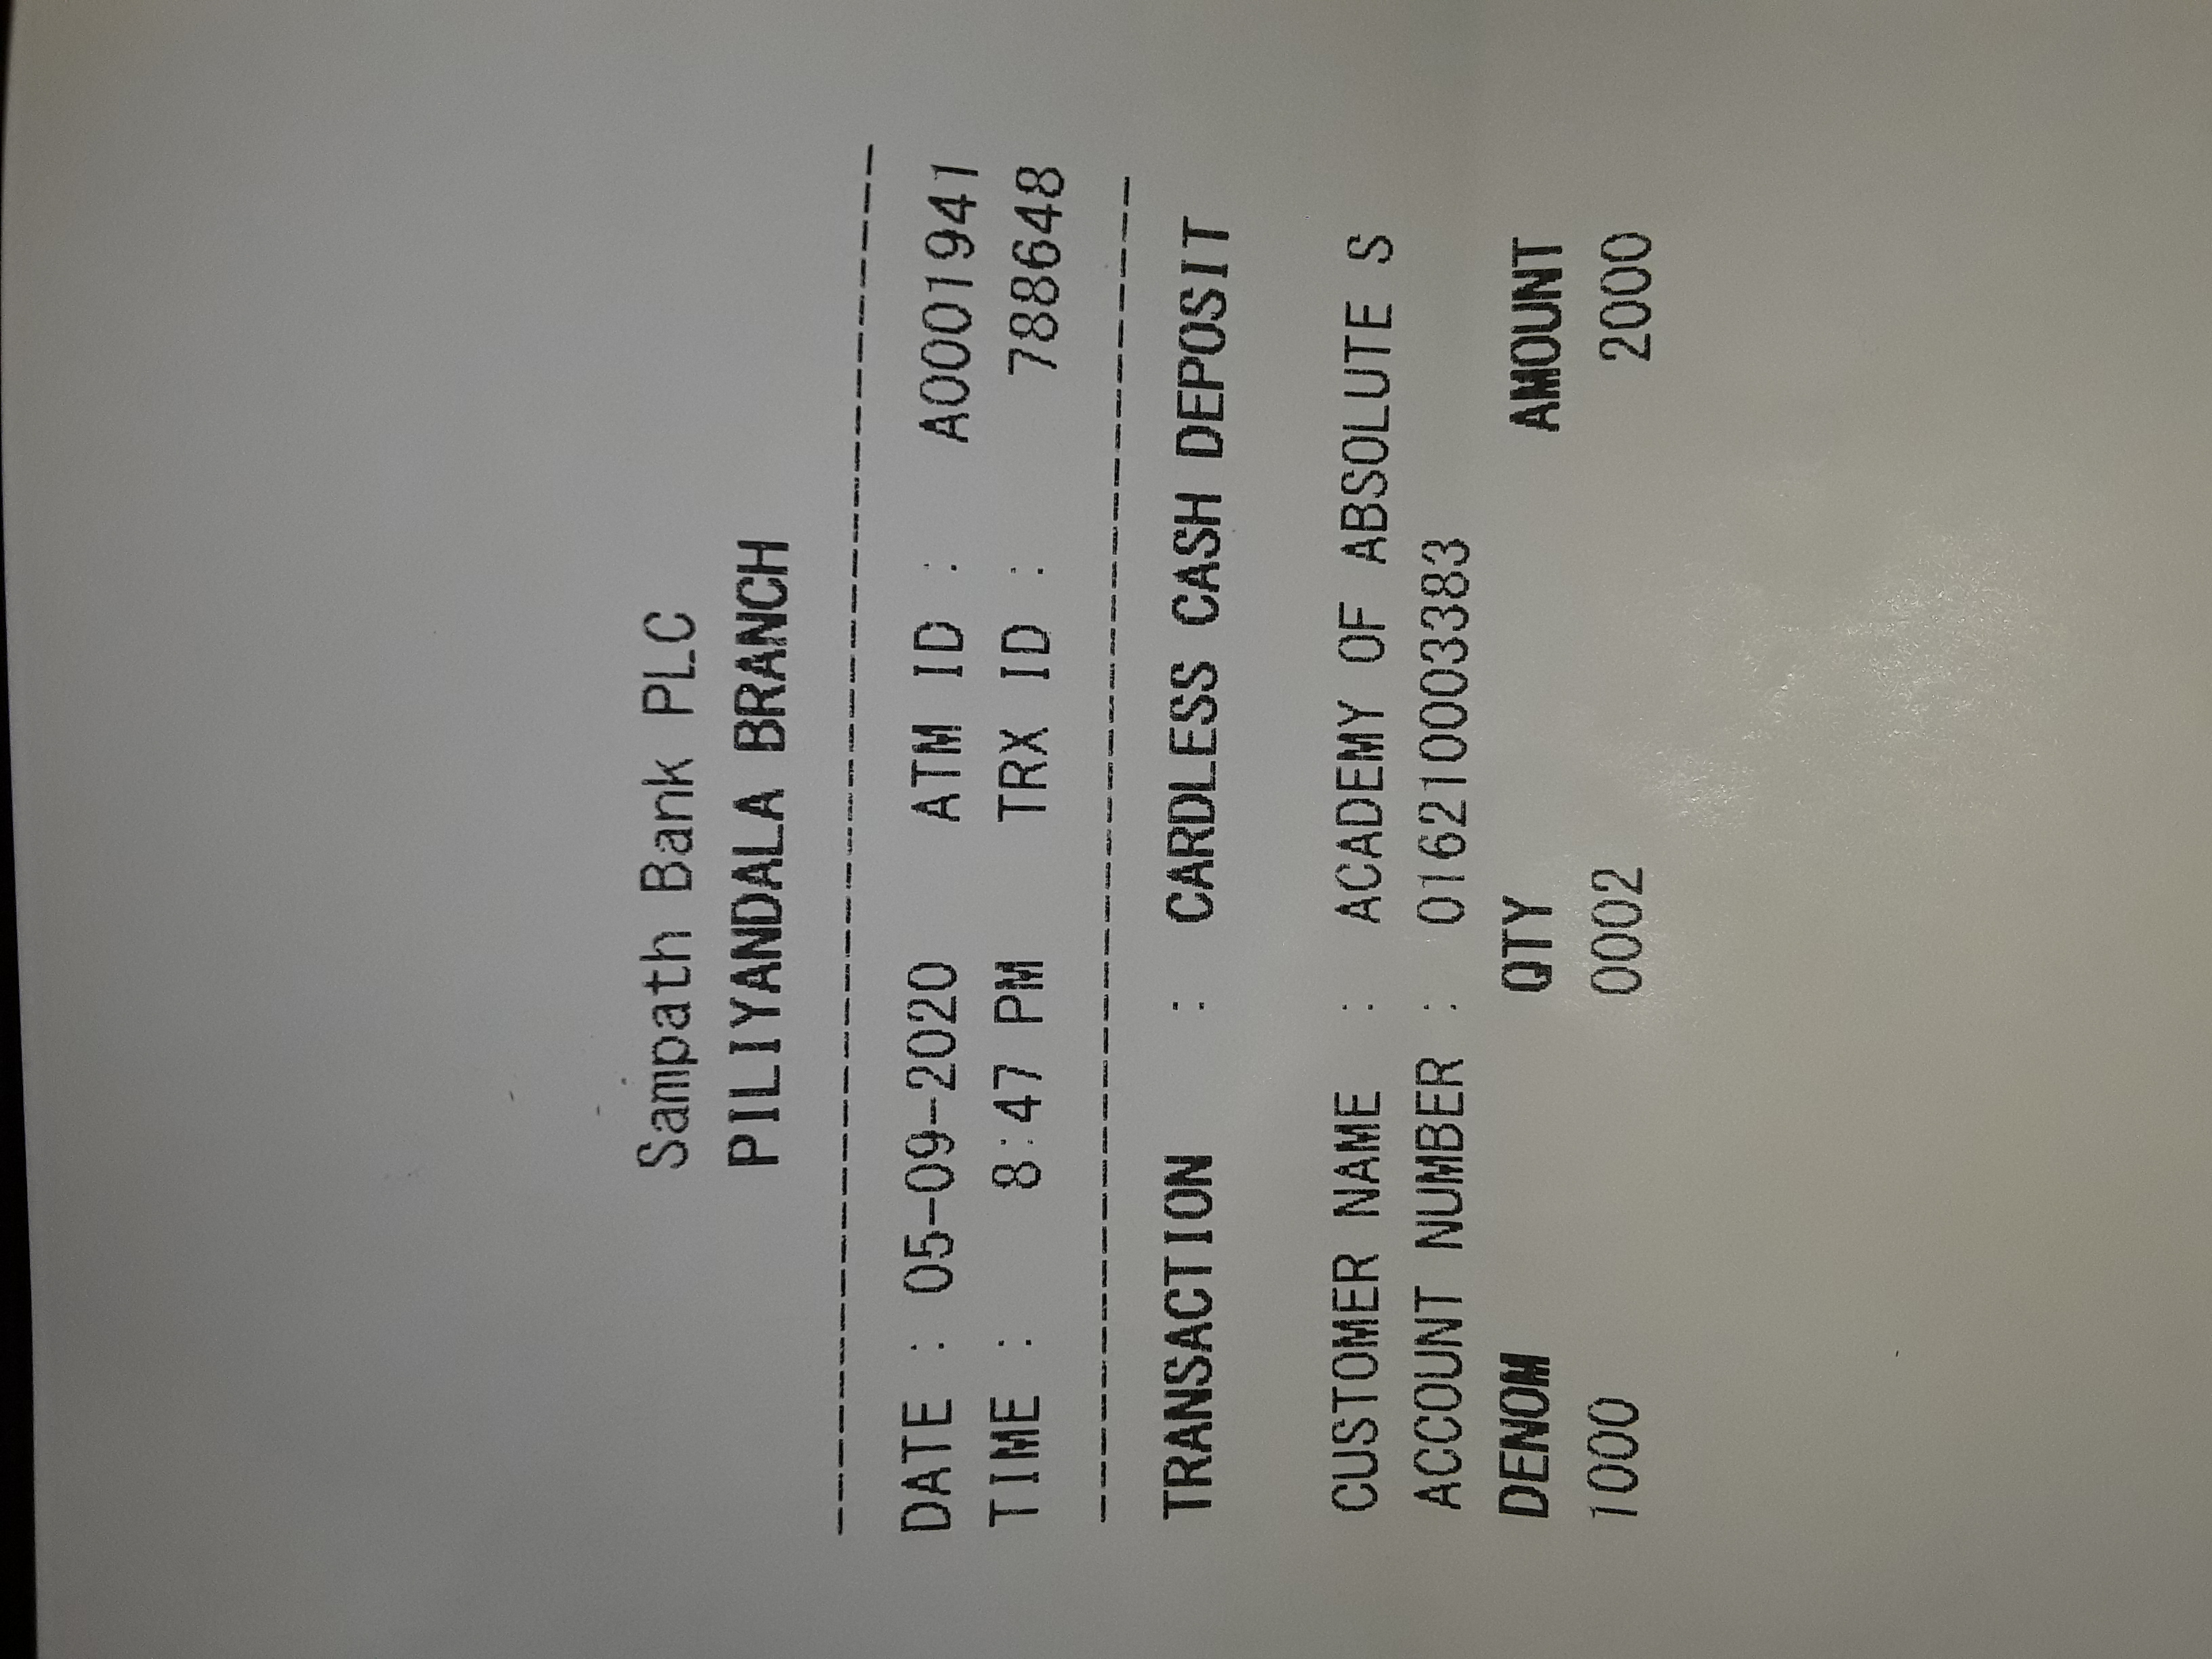 Sampath Bank PLC
PILIYANDALA BRANCH
-----------------------------------------
DATE : 05-09-2020 ATM ID : A0001941
TIME : 8:47 PM TRX ID : 788648
----------------------------------------
TRANSACTION : CARDLESS CASH DEPOSIT
CUSTOMER NAME : ACADEMY OF ABSOLUTE S
ACCOUNT NUMBER : 016210003383
DENOM QTY AMOUNT
1000 0002 2000